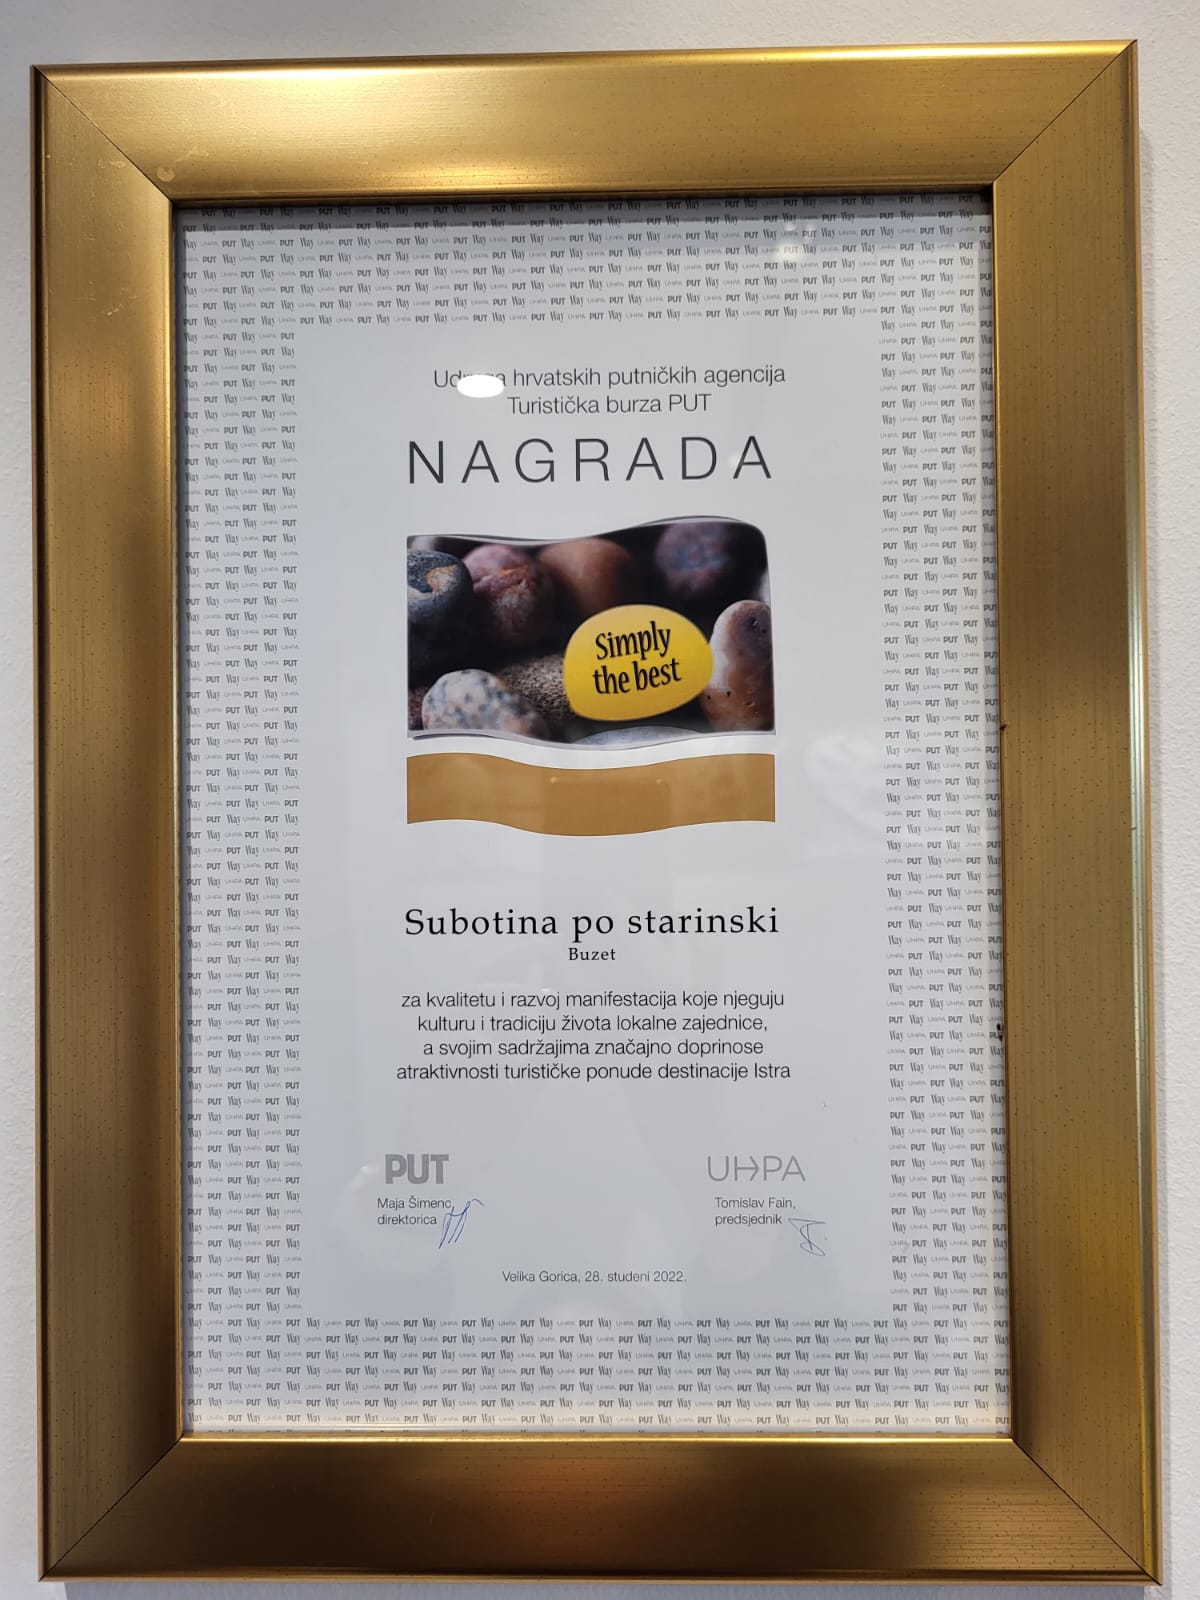 Udruga hrvatskih putničkih agencija
Turistička burza PUT
NAGRADA
Simply
the best
Subotina po starinski
Buzet
za kvalitetu i razvoj manifestacija koje njeguju
kulturu i tradiciju života lokalne zajednice,
a svojim sadržajima značajno doprinose
atraktivnosti turističke ponude destinacije Istra
PUT
Maja Šimenc,
direktorica
UHPA
Tomislav Fain,
predsjednik
Velika Gorica, 28. studeni 2022.